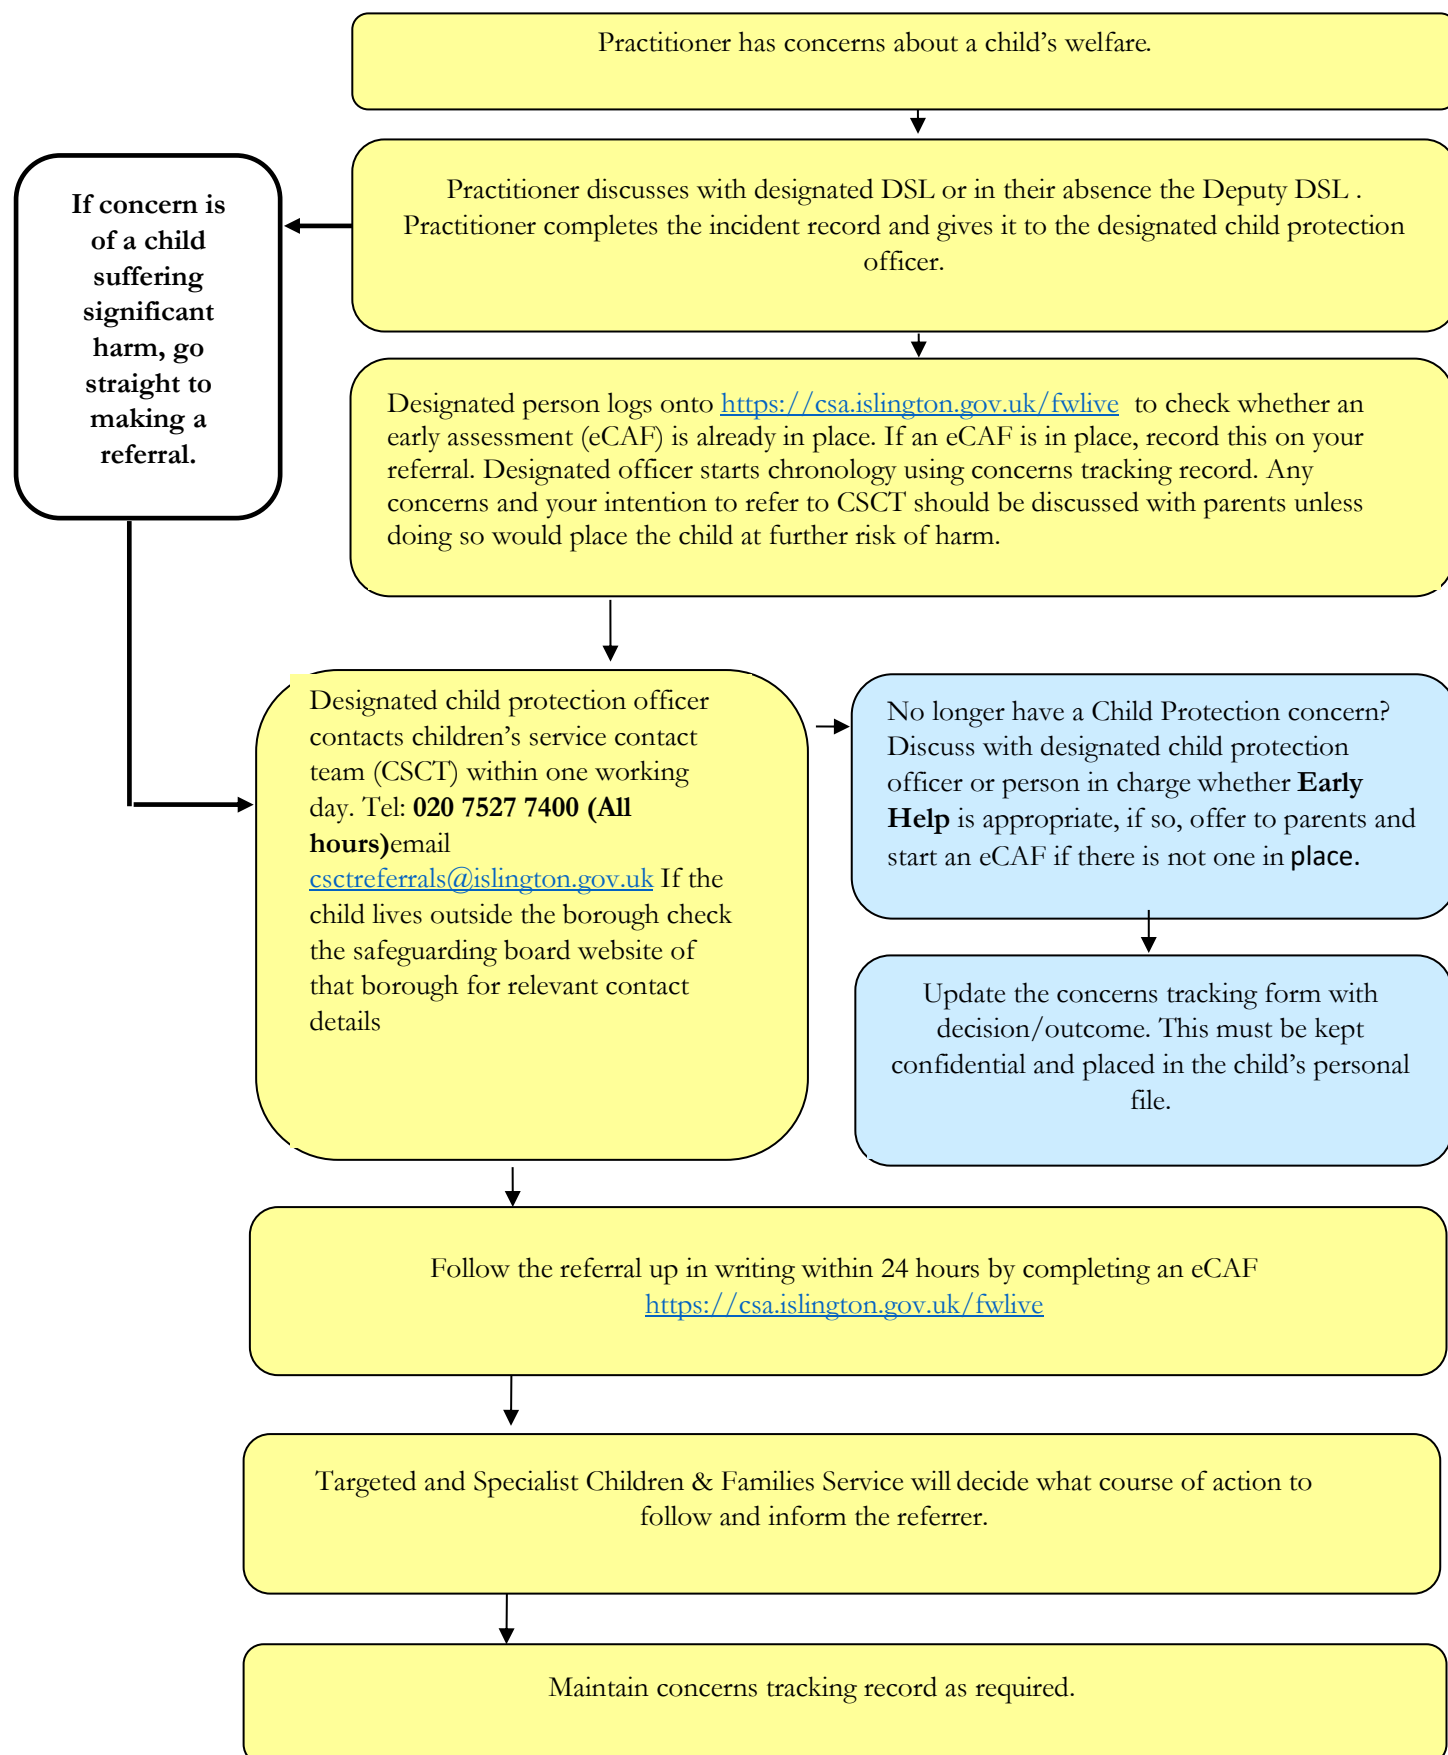 Practitioner has concerns about a child’s welfare.
Practitioner discusses with designated DSL or in their absence the Deputy DSL .
Practitioner completes the incident record and gives it to the designated child protection
officer.
If concern is
of a child
suffering
significant
harm, go
straight to
making a
referral.
Designated person logs onto https://csa.islington.gov.uk/fwlive to check whether an
early assessment (eCAF) is already in place. If an eCAF is in place, record this on your
referral. Designated officer starts chronology using concerns tracking record. Any
concerns and your intention to refer to CSCT should be discussed with parents unless
doing so would place the child at further risk of harm.
Designated child protection officer
contacts children’s service contact
team (CSCT) within one working
day. Tel: 020 7527 7400 (All
hours)email
csctreferrals@islington.gov.uk If the
child lives outside the borough check
the safeguarding board website of
that borough for relevant contact
details
No longer have a Child Protection concern?
Discuss with designated child protection
officer or person in charge whether Early
Help is appropriate, if so, offer to parents and
start an eCAF if there is not one in place.
Update the concerns tracking form with
decision/outcome. This must be kept
confidential and placed in the child’s personal
file.
Follow the referral up in writing within 24 hours by completing an eCAF
https://csa.islington.gov.uk/fwlive
Targeted and Specialist Children & Families Service will decide what course of action to
follow and inform the referrer.
Maintain concerns tracking record as required.